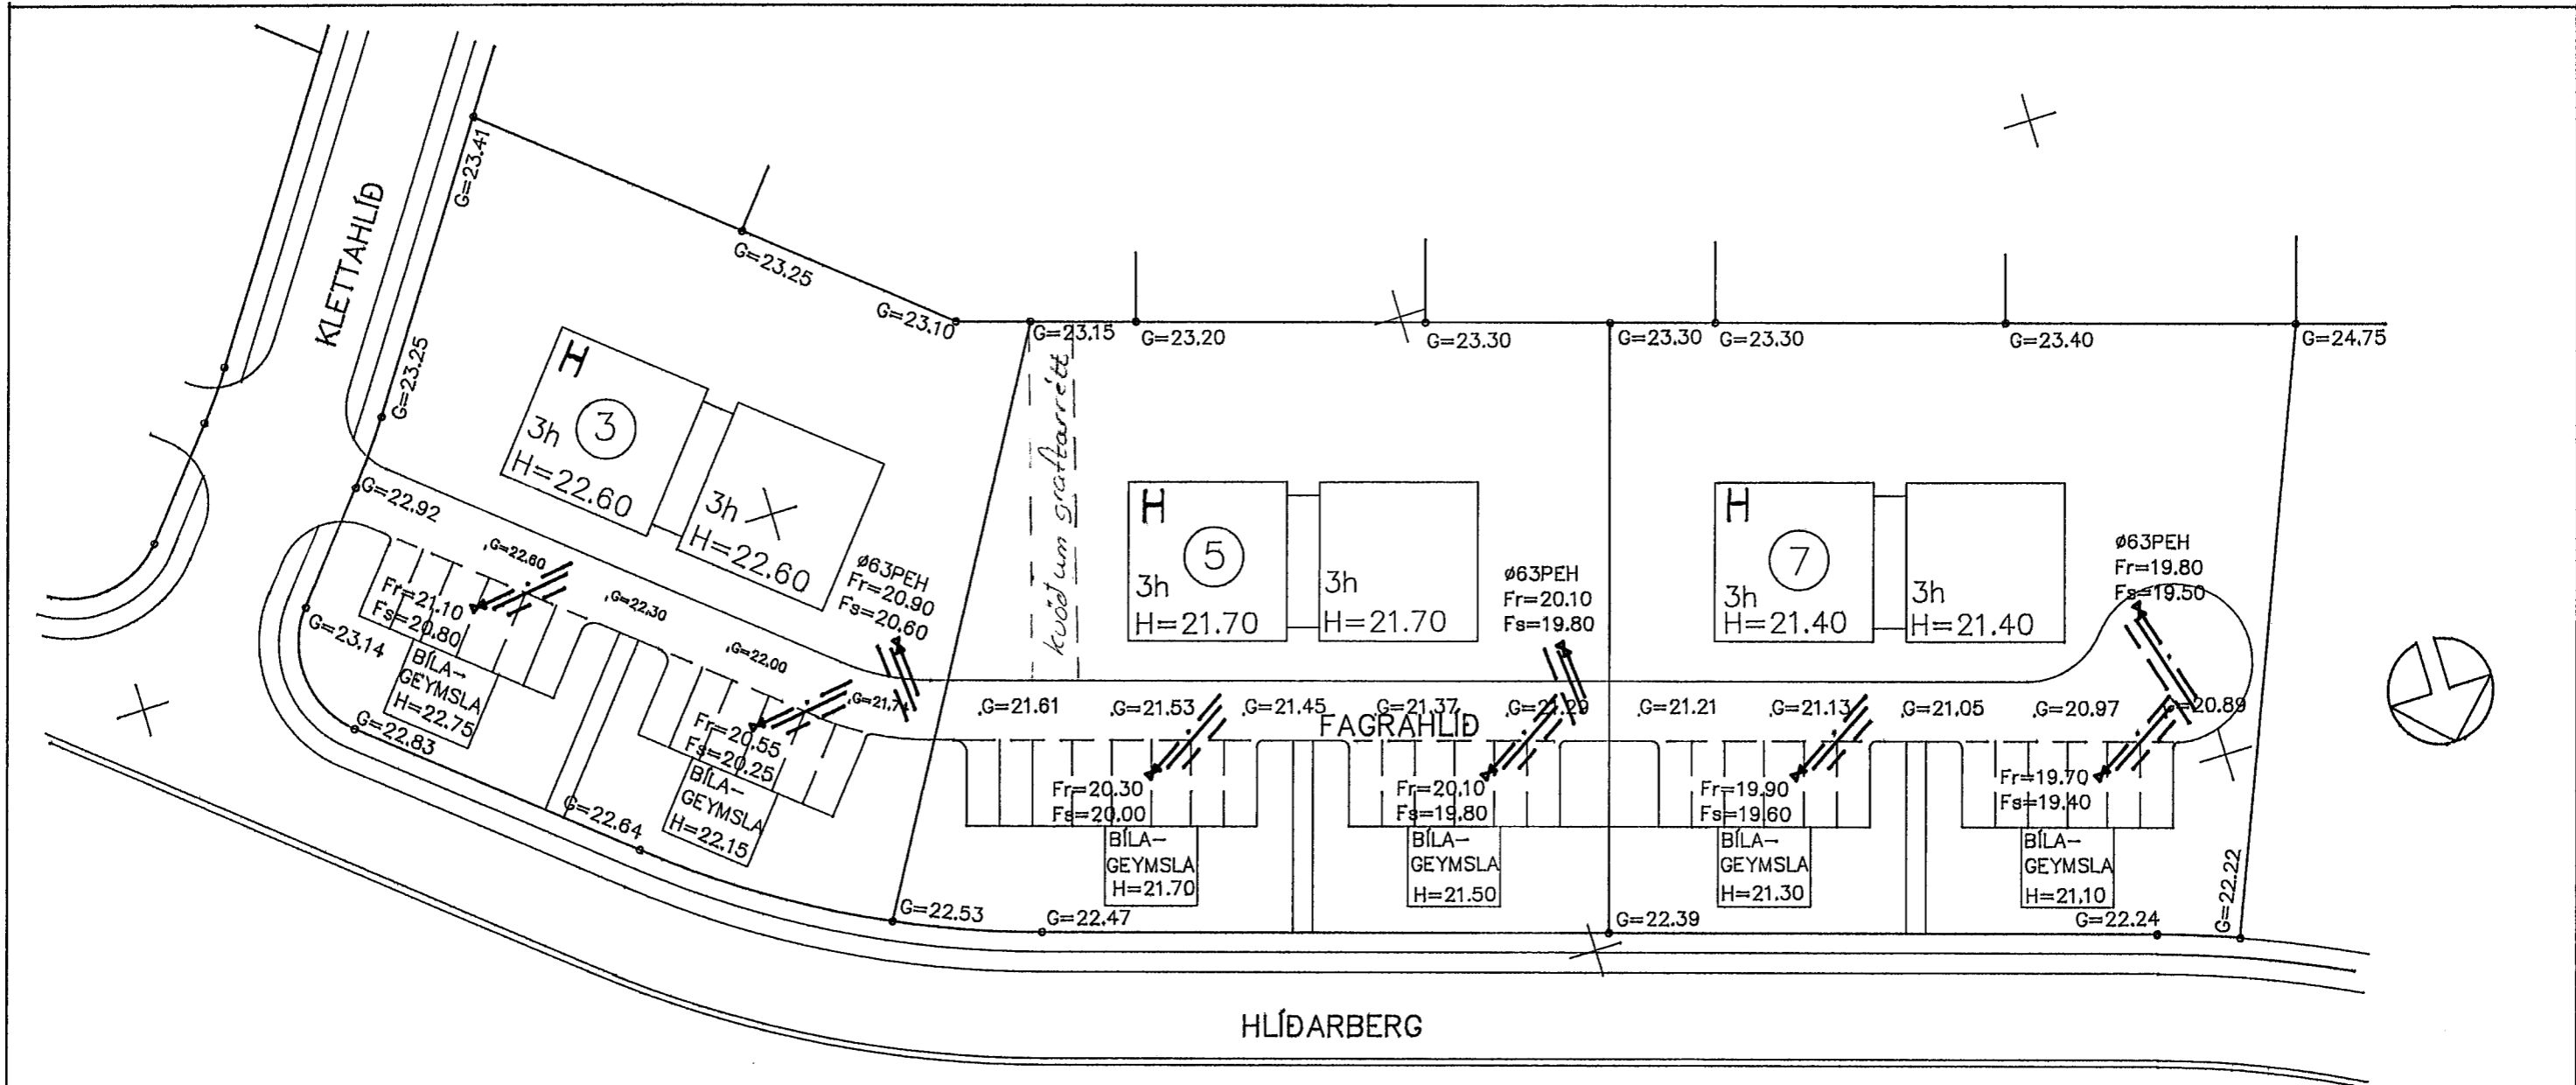 KLETTAHLÍÐ
G=23.41
G=23.25
G=23.10
G=23.15
G=23.20
G=23.30
G=23.30
G=23.30
G=23.40
G=24.75
G=23.25
G=22.92
G=23.14
G=22.83
G=22.64
H
3
3h
H=22.60
3h
H=22.60
kvöð um graftarrétt
H
5
3h
H=21.70
3h
H=21.70
H
7
3h
H=21.40
3h
H=21.40
ø63PEH
Fr=20.90
Fs=20.60
ø63PEH
Fr=20.10
Fs=19.80
ø63PEH
Fr=19.80
Fs=19.50
G=22.60
G=22.30
G=22.00
G=21.74
G=21.61
G=21.53
G=21.45
G=21.37
G=21.29
G=21.21
G=21.13
G=21.05
G=20.97
G=20.89
FAGRAHLÍÐ
Fr=21.10
Fs=20.80
BÍLA-
GEYMSLA
H=22.75
Fr=20.55
Fs=20.25
BÍLA-
GEYMSLA
H=22.15
Fr=20.30
Fs=20.00
BÍLA-
GEYMSLA
H=21.70
Fr=20.10
Fs=19.80
BÍLA-
GEYMSLA
H=21.50
Fr=19.90
Fs=19.60
BÍLA-
GEYMSLA
H=21.30
Fr=19.70
Fs=19.40
BÍLA-
GEYMSLA
H=21.10
G=22.53
G=22.47
G=22.39
G=22.24
G=22.22
HLÍÐARBERG